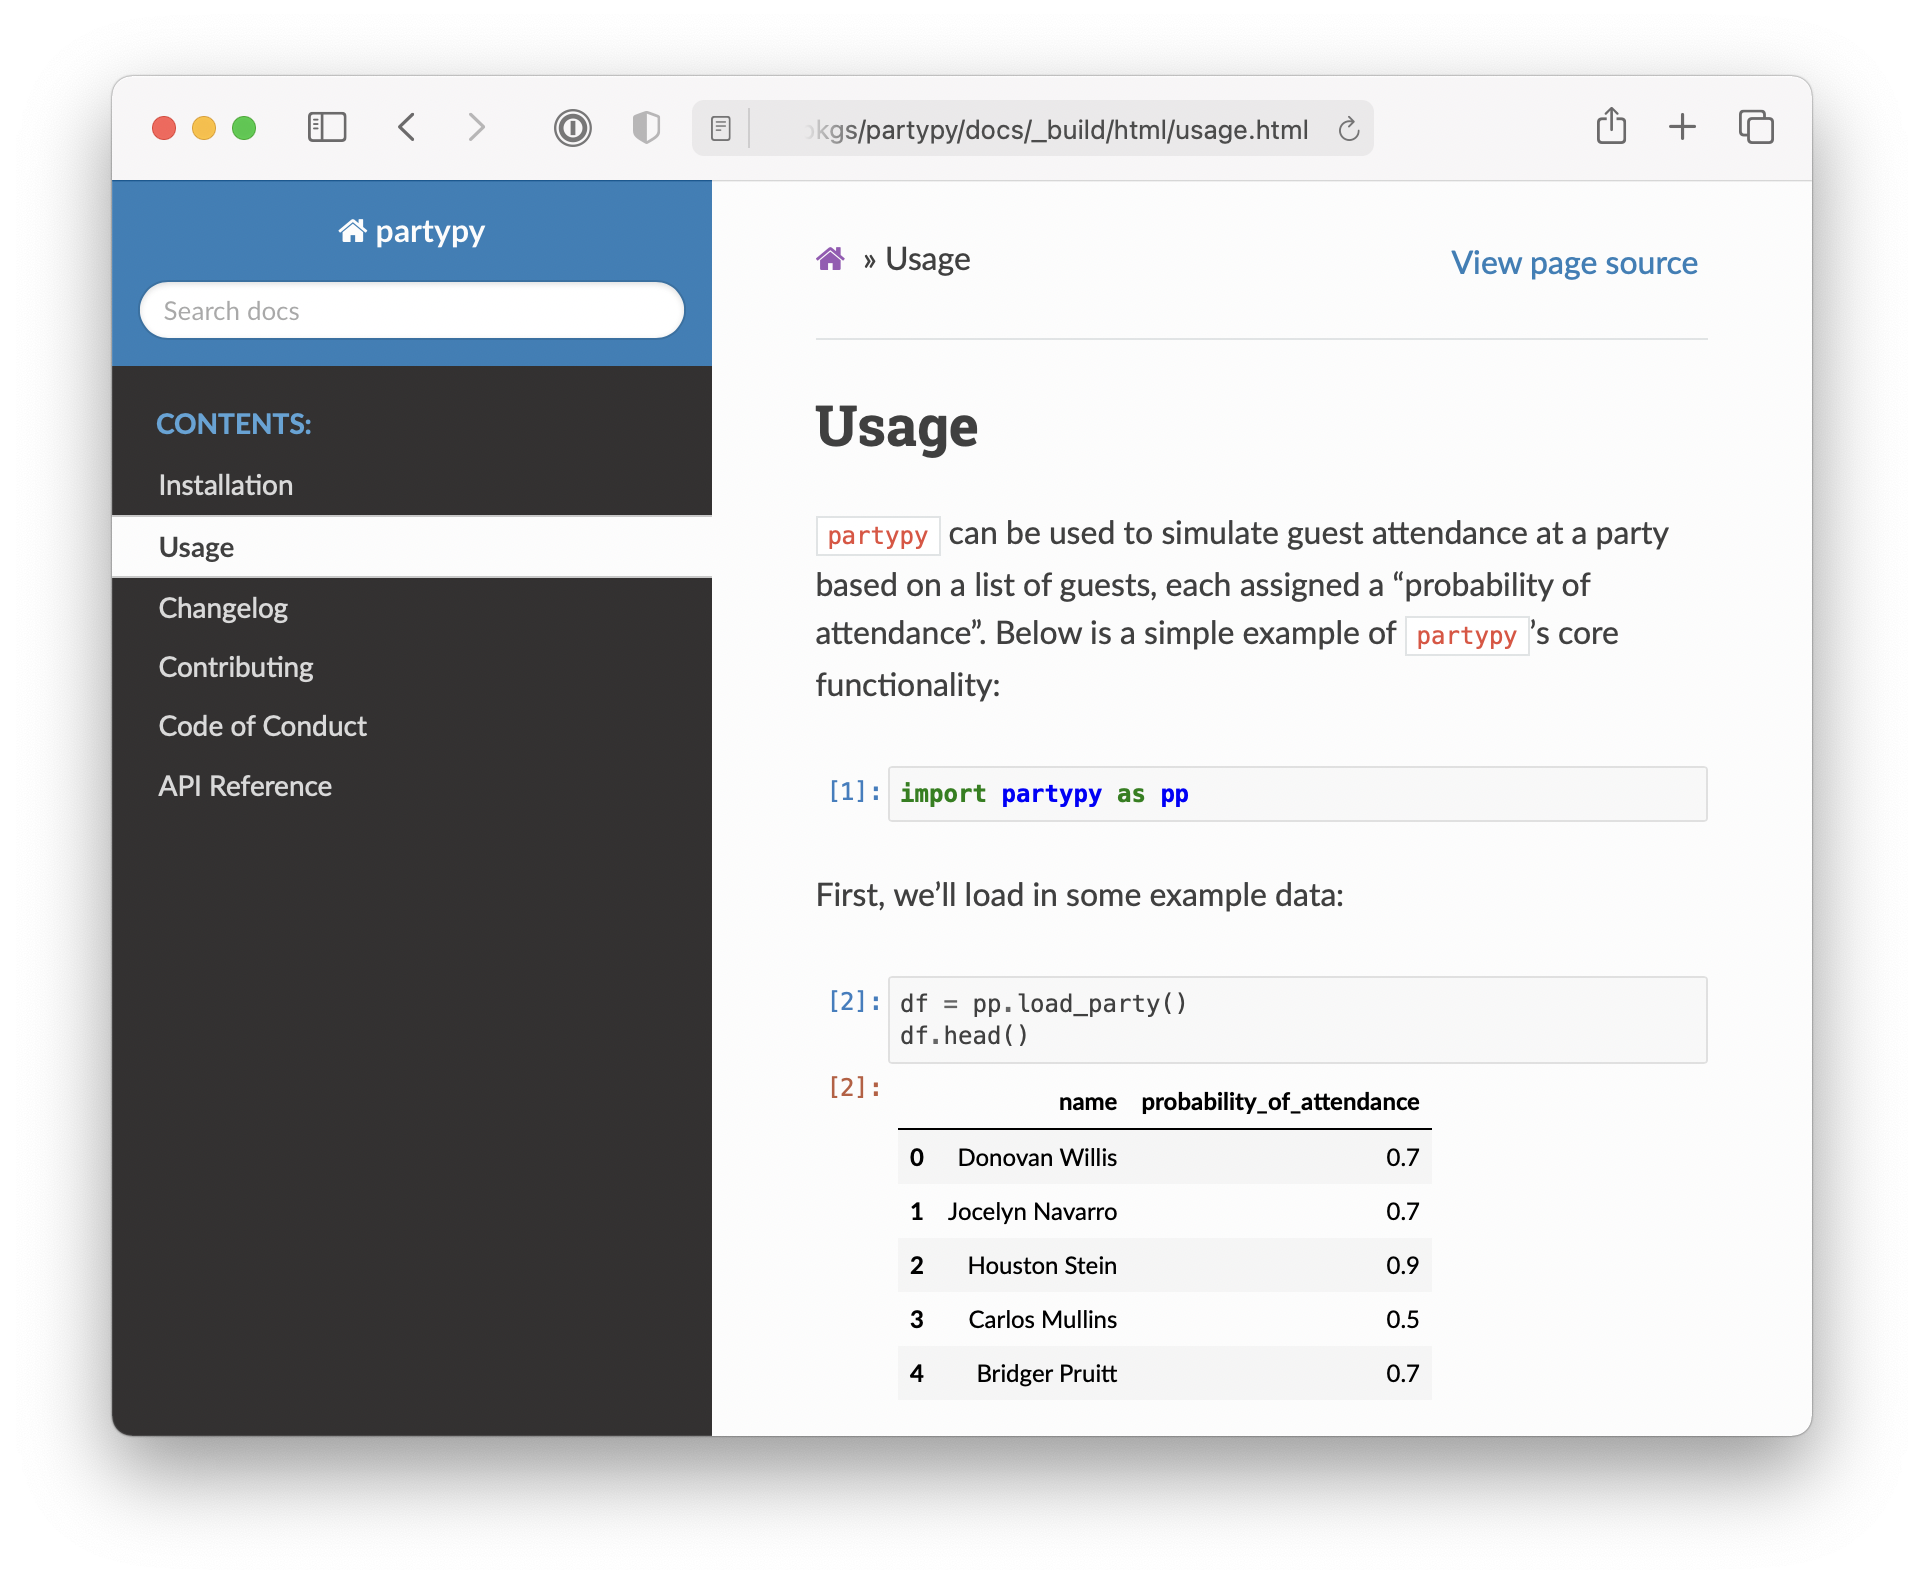 kgs/partypy/docs/_build/html/usage.html
partypy
Search docs
CONTENTS:
Installation
Usage
Changelog
Contributing
Code of Conduct
API Reference
» Usage
View page source
Usage
partypy can be used to simulate guest attendance at a party
based on a list of guests, each assigned a “probability of
attendance”. Below is a simple example of partypy’s core
functionality:
[1]: import partypy as pp
First, we’ll load in some example data:
[2]: df = pp.load_party()
df.head()
[2]:
name probability_of_attendance
0 Donovan Willis 0.7
1 Jocelyn Navarro 0.7
2 Houston Stein 0.9
3 Carlos Mullins 0.5
4 Bridger Pruitt 0.7